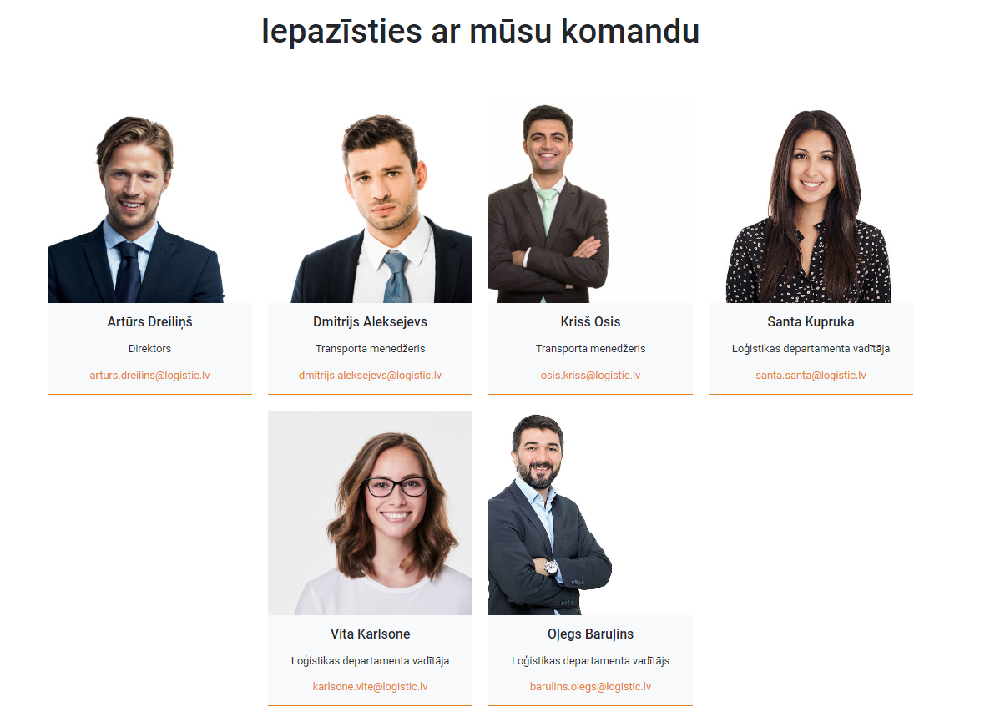 Iepazīsties ar mūsu komandu
Artūrs Dreiliņš
Direktors
arturs.dreilins@logistic.lv
Dmitrijs Aleksejevs
Transporta menedžeris
dmitrijs.aleksejevs@logistic.lv
Krisš Osis
Transporta menedžeris
osis.kriss@logistic.lv
Santa Kupruka
Loģistikas departamenta vadītāja
santa.santa@logistic.lv
Vita Karlsone
Loģistikas departamenta vadītāja
karlsone.vite@logistic.lv
Oļegs Baruļins
Loģistikas departamenta vadītājs
barulins.olegs@logistic.lv